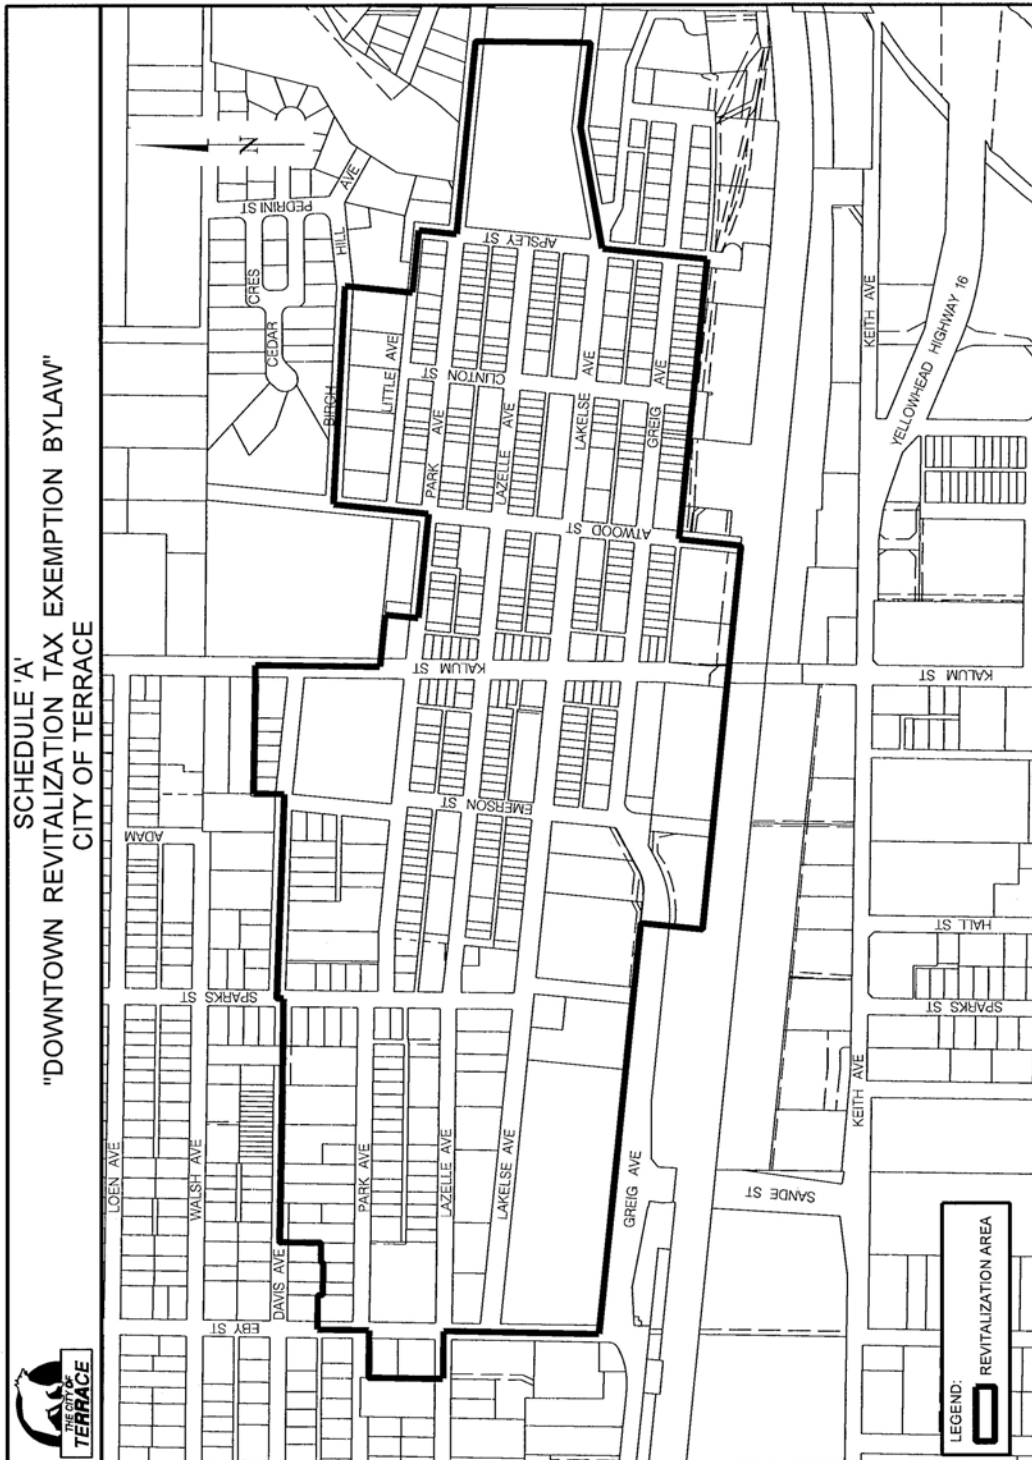 SCHEDULE 'A'
"DOWNTOWN REVITALIZATION TAX EXEMPTION BYLAW"
CITY OF TERRACE
THE CITY OF
TERRACE
N
LOEN AVE
WALSH AVE
DAVIS AVE
EBY ST
ADAM
SPARKS ST
PARK AVE
LAZELLE AVE
LAKELSE AVE
GREIG AVE
EMERSON ST
KALUM ST
BIRCH
HILL
AVE
CEDAR
CRES
PEDRINI ST
LITTLE AVE
CLINTON ST
PARK AVE
LAZELLE AVE
LAKELSE AVE
GREIG AVE
ATWOOD ST
APSLEY ST
KEITH AVE
YELLOWHEAD HIGHWAY 16
KALUM ST
HALL ST
SPARKS ST
KEITH AVE
SANDE ST
LEGEND:
REVITALIZATION AREA